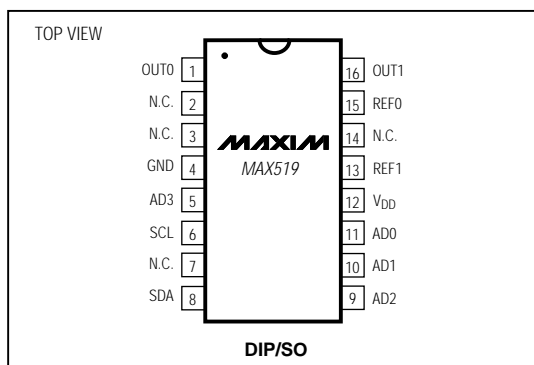 TOP VIEW
OUT0 1
N.C. 2
N.C. 3
GND 4
AD3 5
SCL 6
N.C. 7
SDA 8
MAXIM
MAX519
16 OUT1
15 REF0
14 N.C.
13 REF1
12 VDD
11 AD0
10 AD1
9 AD2
DIP/SO